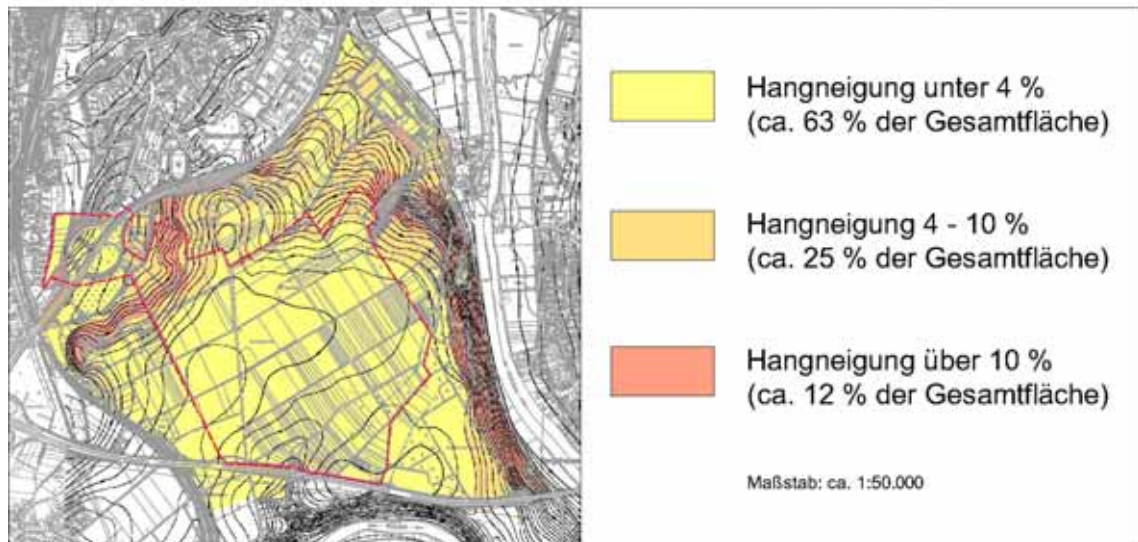 Hangneigung unter 4 %
(ca. 63 % der Gesamtfläche)
Hangneigung 4 - 10 %
(ca. 25 % der Gesamtfläche)
Hangneigung über 10 %
(ca. 12 % der Gesamtfläche)
Maßstab: ca. 1:50.000